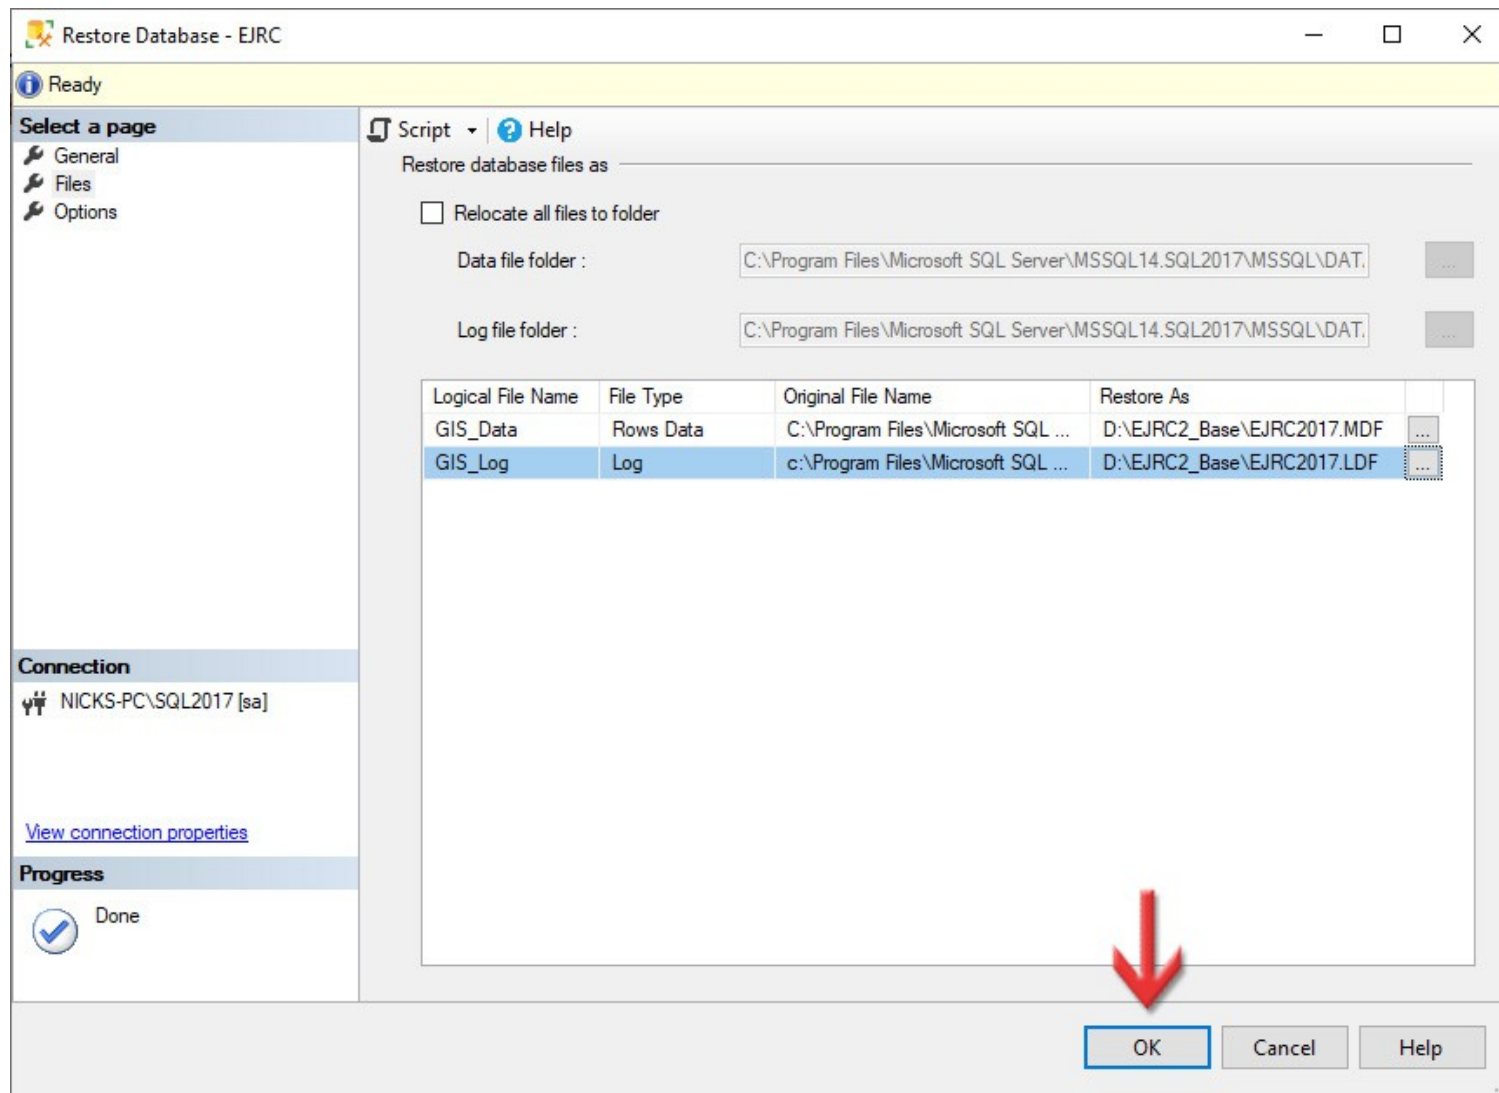 Restore Database - EJRC
Ready
Select a page
General
Files
Options
Script
Help
Restore database files as
Relocate all files to folder
Data file folder :
C:\Program Files\Microsoft SQL Server\MSSQL14.SQL2017\MSSQL\DAT.
...
Log file folder :
C:\Program Files\Microsoft SQL Server\MSSQL14.SQL2017\MSSQL\DAT.
...
Logical File Name File Type Original File Name Restore As
GIS_Data Rows Data C:\Program Files\Microsoft SQL ... D:\EJRC2_Base\EJRC2017.MDF ...
GIS_Log Log c:\Program Files\Microsoft SQL ... D:\EJRC2_Base\EJRC2017.LDF ...
Connection
NICKS-PC\SQL2017 [sa]
View connection properties
Progress
Done
OK Cancel Help